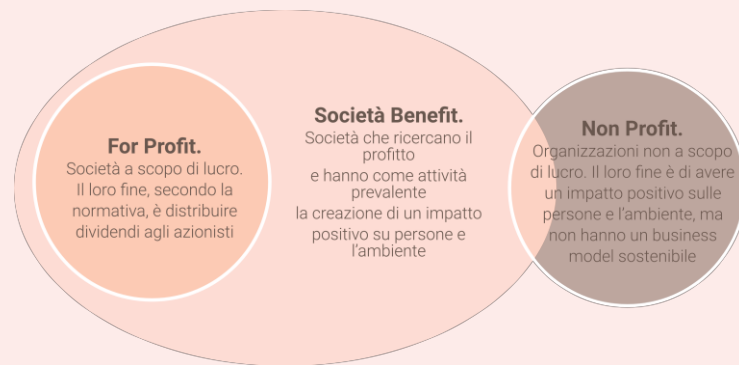 For Profit.
Società a scopo di lucro.
Il loro fine, secondo la
normativa, è distribuire
dividendi agli azionisti
Società Benefit.
Società che ricercano il
profitto
e hanno come attività
prevalente
la creazione di un impatto
positivo su persone e
l'ambiente
Non Profit.
Organizzazioni non a scopo
di lucro. Il loro fine è di avere
un impatto positivo sulle
persone e l'ambiente, ma
non hanno un business
model sostenibile